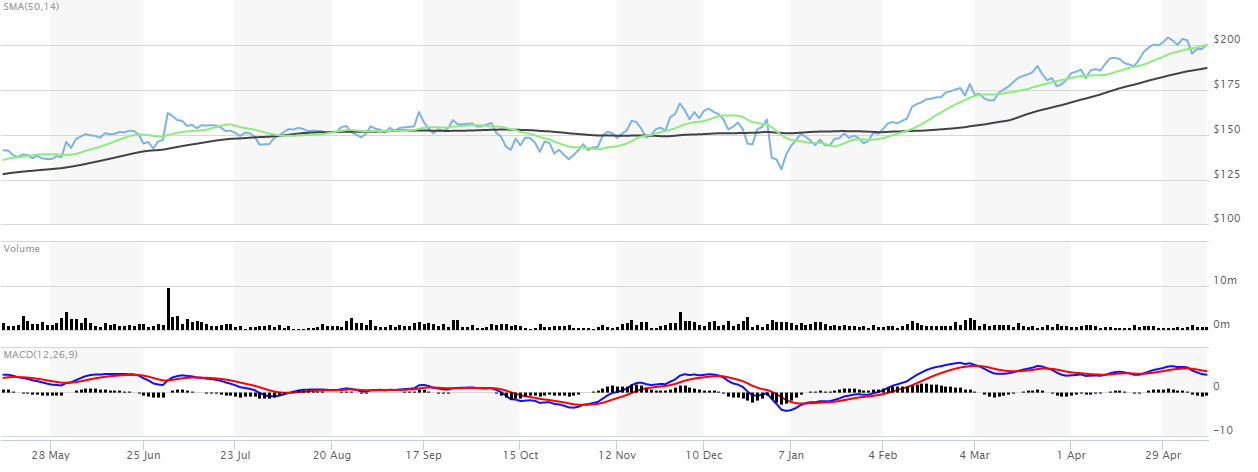 SMA(50,14)
$200
$175
$150
$125
$100
Volume
10m
0m
MACD(12,26,9)
0
-10
28 May 25 Jun 23 Jul 20 Aug 17 Sep 15 Oct 12 Nov 10 Dec 7 Jan 4 Feb 4 Mar 1 Apr 29 Apr